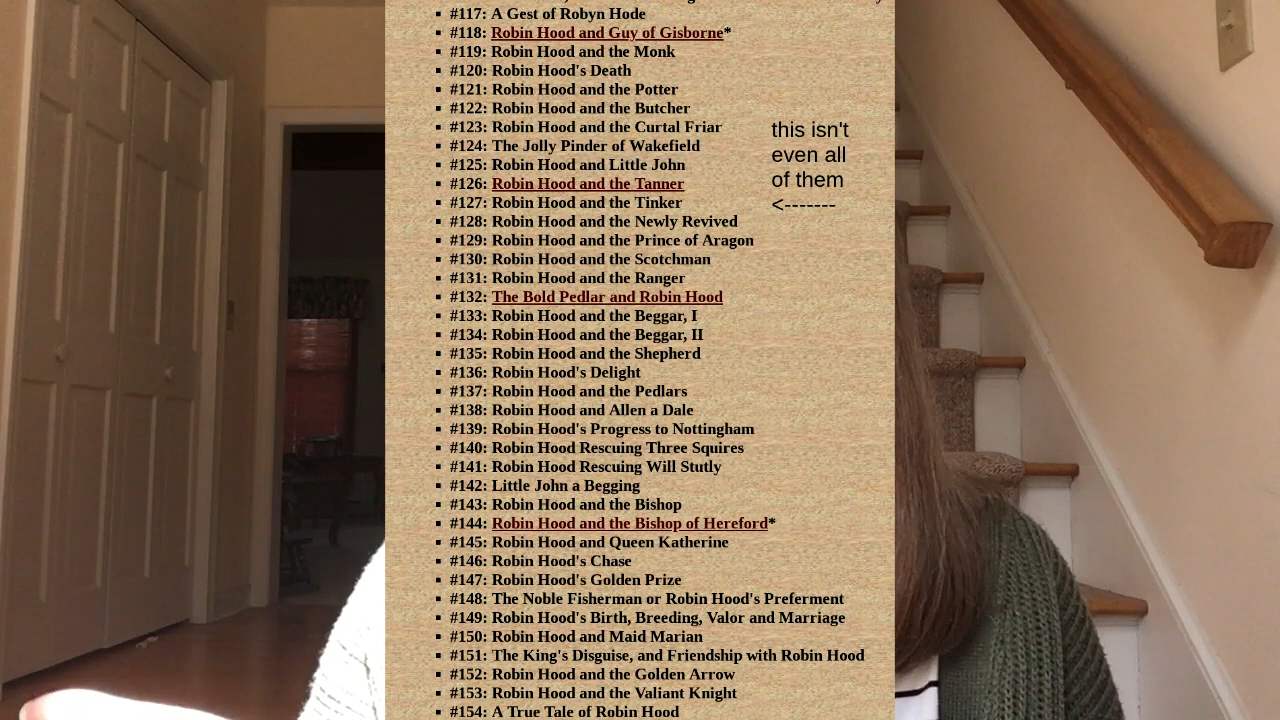 #117: A Gest of Robyn Hode
#118: Robin Hood and Guy of Gisborne*
#119: Robin Hood and the Monk
#120: Robin Hood's Death
#121: Robin Hood and the Potter
#122: Robin Hood and the Butcher
#123: Robin Hood and the Curtal Friar
#124: The Jolly Pinder of Wakefield
#125: Robin Hood and Little John
#126: Robin Hood and the Tanner
#127: Robin Hood and the Tinker
#128: Robin Hood and the Newly Revived
#129: Robin Hood and the Prince of Aragon
#130: Robin Hood and the Scotchman
#131: Robin Hood and the Ranger
#132: The Bold Pedlar and Robin Hood
#133: Robin Hood and the Beggar, I
#134: Robin Hood and the Beggar, II
#135: Robin Hood and the Shepherd
#136: Robin Hood's Delight
#137: Robin Hood and the Pedlars
#138: Robin Hood and Allen a Dale
#139: Robin Hood's Progress to Nottingham
#140: Robin Hood Rescuing Three Squires
#141: Robin Hood Rescuing Will Stutly
#142: Little John a Begging
#143: Robin Hood and the Bishop
#144: Robin Hood and the Bishop of Hereford*
#145: Robin Hood and Queen Katherine
#146: Robin Hood's Chase
#147: Robin Hood's Golden Prize
#148: The Noble Fisherman or Robin Hood's Preferment
#149: Robin Hood's Birth, Breeding, Valor and Marriage
#150: Robin Hood and Maid Marian
#151: The King's Disguise, and Friendship with Robin Hood
#152: Robin Hood and the Golden Arrow
#153: Robin Hood and the Valiant Knight
#154: A True Tale of Robin Hood
this isn't
even all
of them
<-------